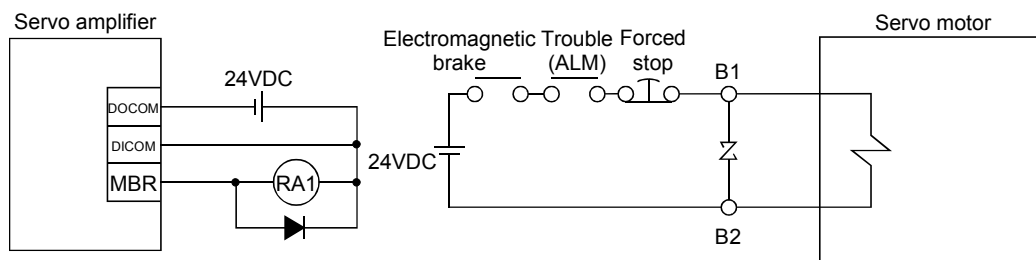 Servo amplifier
Servo motor
Electromagnetic
brake
Trouble
(ALM)
Forced
stop
24VDC
B1
DOCOM
DICOM
24VDC
MBR
RA1
B2